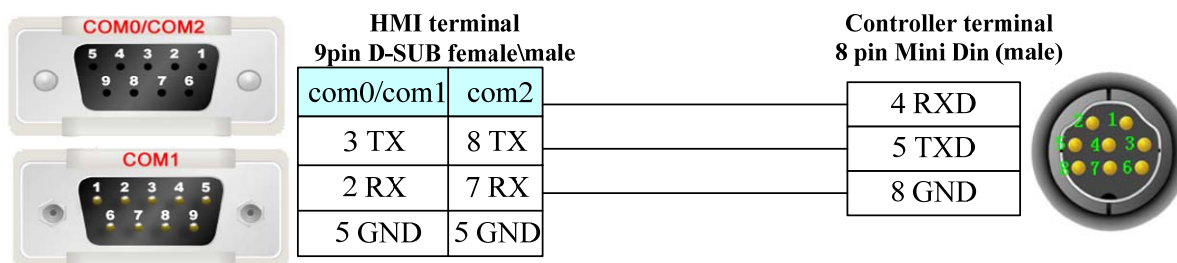 COM0/COM2
5 4 3 2 1
9 8 7 6
COM1
1 2 3 4 5
6 7 8 9
HMI terminal
9pin D-SUB female\male
com0/com1 com2
3 TX 8 TX
2 RX 7 RX
5 GND 5 GND
Controller terminal
8 pin Mini Din (male)
4 RXD
5 TXD
8 GND
2 1
5 4 3
8 7 6